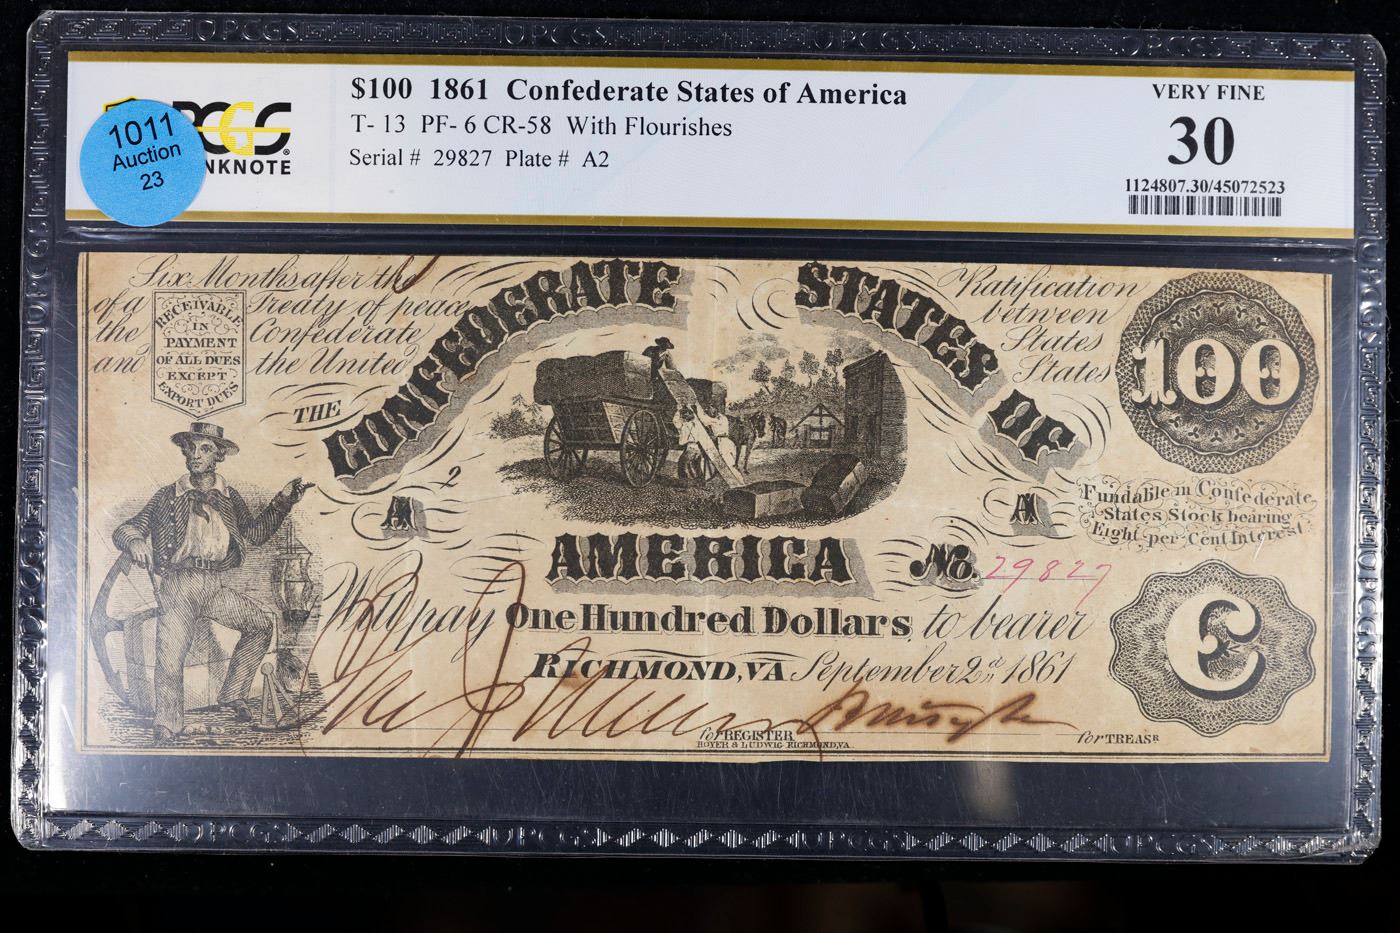 $100 1861 Confederate States of America
T- 13 PF- 6 CR-58 With Flourishes
Serial # 29827 Plate # A2
VERY FINE
30
1124807.30/45072523
PCGS
BANKNOTE
1011
Auction
23
Six Months after the Ratification
of a Treaty of peace between
the Confederate States
and the United States
RECEIVABLE
IN
PAYMENT
OF ALL DUES
EXCEPT
EXPORT DUES
THE CONFEDERATE STATES OF
AMERICA
100
A 2
A
Fundable in Confederate
States Stock bearing
Eight per Cent Interest
No. 29827
Will pay One Hundred Dollars to bearer
RICHMOND, VA September 2d 1861
C
for REGISTER
for TREASR
HOYER & LUDWIG RICHMOND, VA